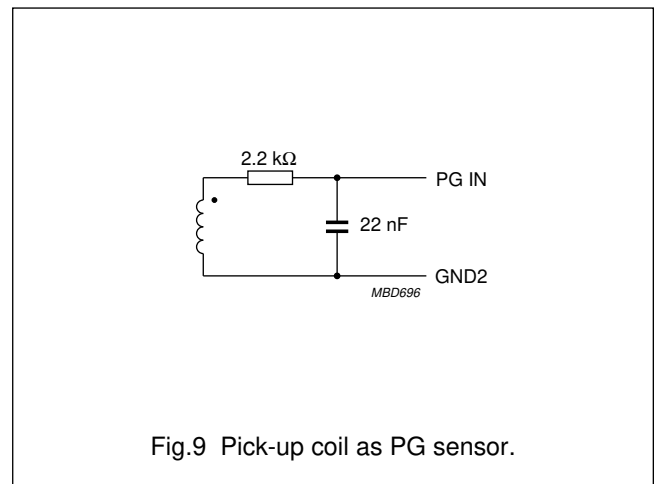 2.2 kΩ
PG IN
22 nF
GND2
MBD696
Fig.9 Pick-up coil as PG sensor.